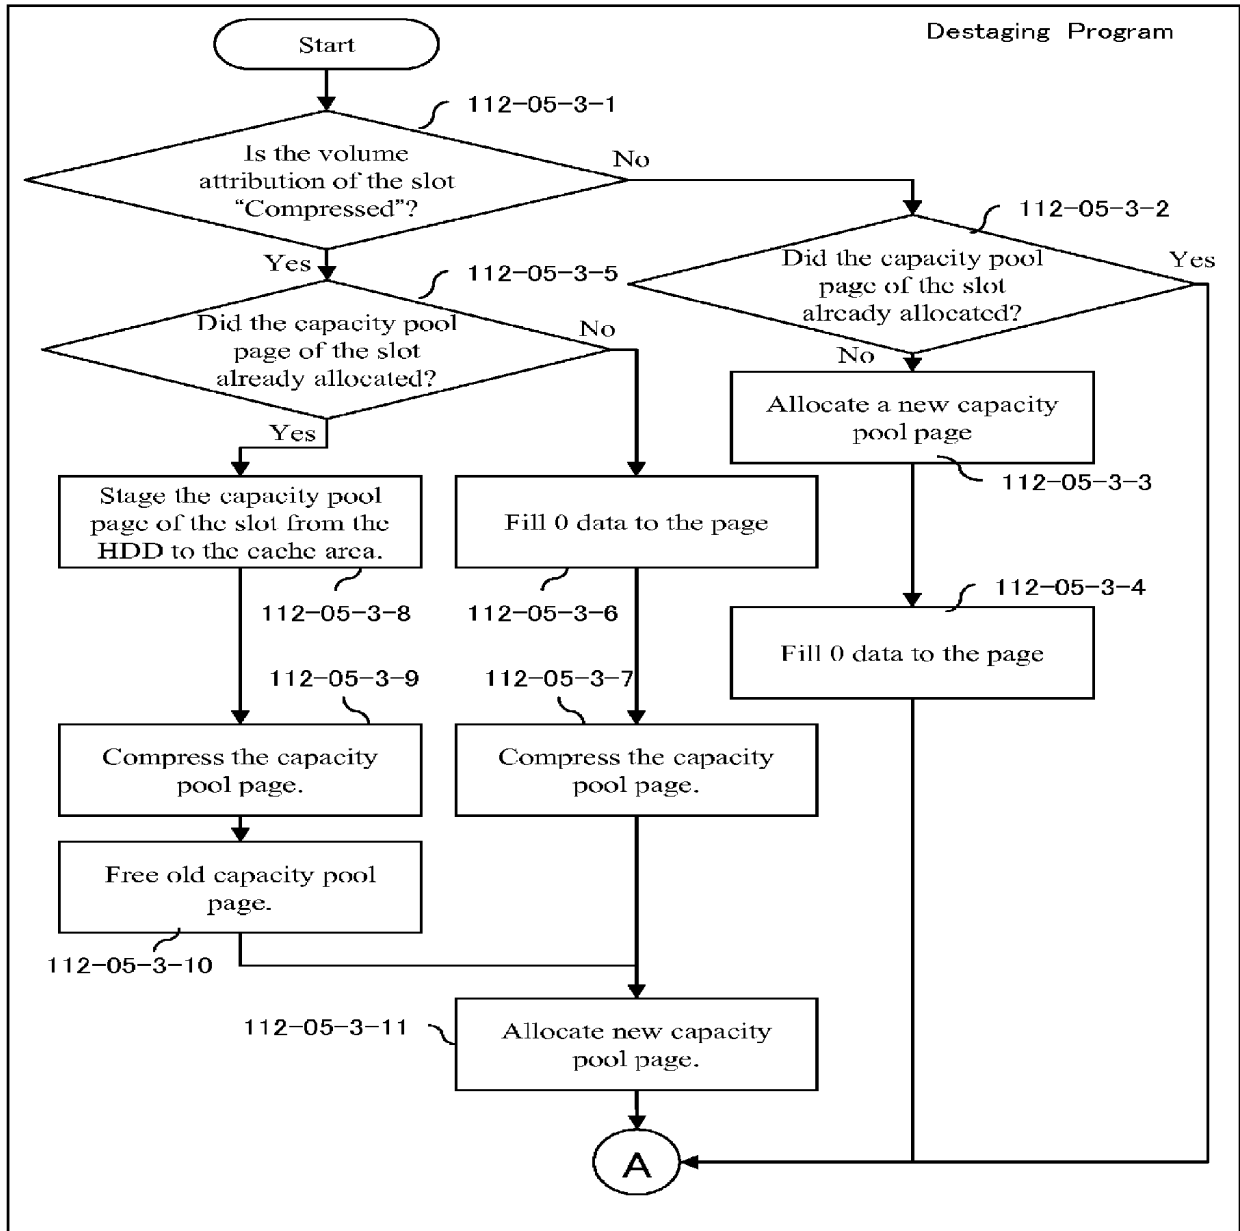 Destaging Program
Start
112-05-3-1
Is the volume
attribution of the slot
“Compressed”?
No
Yes
112-05-3-2
Did the capacity pool
page of the slot
already allocated?
Yes
No
112-05-3-5
Did the capacity pool
page of the slot
already allocated?
No
Yes
Allocate a new capacity
pool page
112-05-3-3
Stage the capacity pool
page of the slot from the
HDD to the cache area.
112-05-3-8
Fill 0 data to the page
112-05-3-6
112-05-3-4
Fill 0 data to the page
112-05-3-9
Compress the capacity
pool page.
112-05-3-7
Compress the capacity
pool page.
Free old capacity pool
page.
112-05-3-10
112-05-3-11
Allocate new capacity
pool page.
A